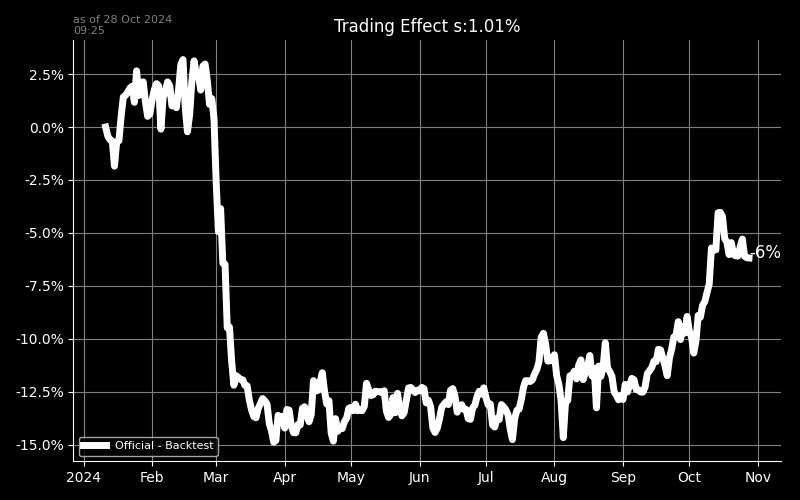 as of 28 Oct 2024
09:25
Trading Effect s:1.01%
2.5%
0.0%
-2.5%
-5.0%
-7.5%
-10.0%
-12.5%
-15.0%
-6%
Official - Backtest
2024 Feb Mar Apr May Jun Jul Aug Sep Oct Nov